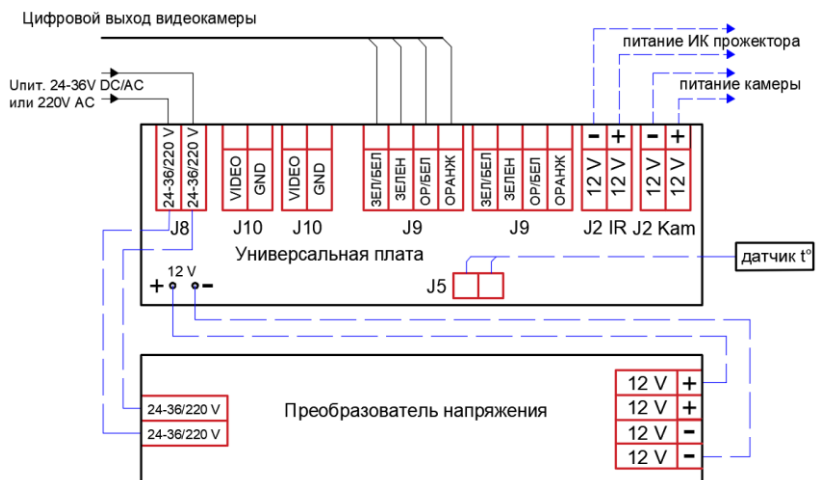 Цифровой выход видеокамеры
питание ИК прожектора
Uпит. 24-36V DC/AC
или 220V AC
питание камеры
24-36/220 V
24-36/220 V
VIDEO
GND
VIDEO
GND
ЗЕЛ/БЕЛ
ЗЕЛЕН
ОР/БЕЛ
ОРАНЖ
ЗЕЛ/БЕЛ
ЗЕЛЕН
ОР/БЕЛ
ОРАНЖ
- +
12 V
12 V
- +
12 V
12 V
J8 J10 J10 J9 J9 J2 IR J2 Kam
Универсальная плата
датчик t°
12 V
+ -
J5
12 V +
12 V +
12 V -
12 V -
24-36/220 V
24-36/220 V
Преобразователь напряжения